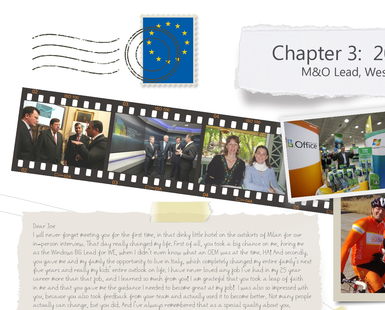 Chapter 3: 2
M&O Lead, Wes
Office
Dear Joe
I will never forget meeting you for the first time, in that dinky little hotel on the outskirts of Milan for our
in-person interview. That day really changed my life. First of all, you took a big chance on me, hiring me
as the Windows BG Lead for WE, when I didn't even know what an OEM was at the time, HA! And secondly,
you gave me and my family the opportunity to live in Italy, which completely changed my entire family's next
five years and really my kids' entire outlook on life. I have never loved any job I've had in my 25 year
career more than that job, and I learned so much from you! I am grateful that you took a leap of faith
in me and that you gave me the guidance I needed to become great at my job! I was also so impressed with
you, because you also took feedback from your team and actually used it to become better. Not many people
actually can change, but you did. And I've always remembered that as a special quality about you.